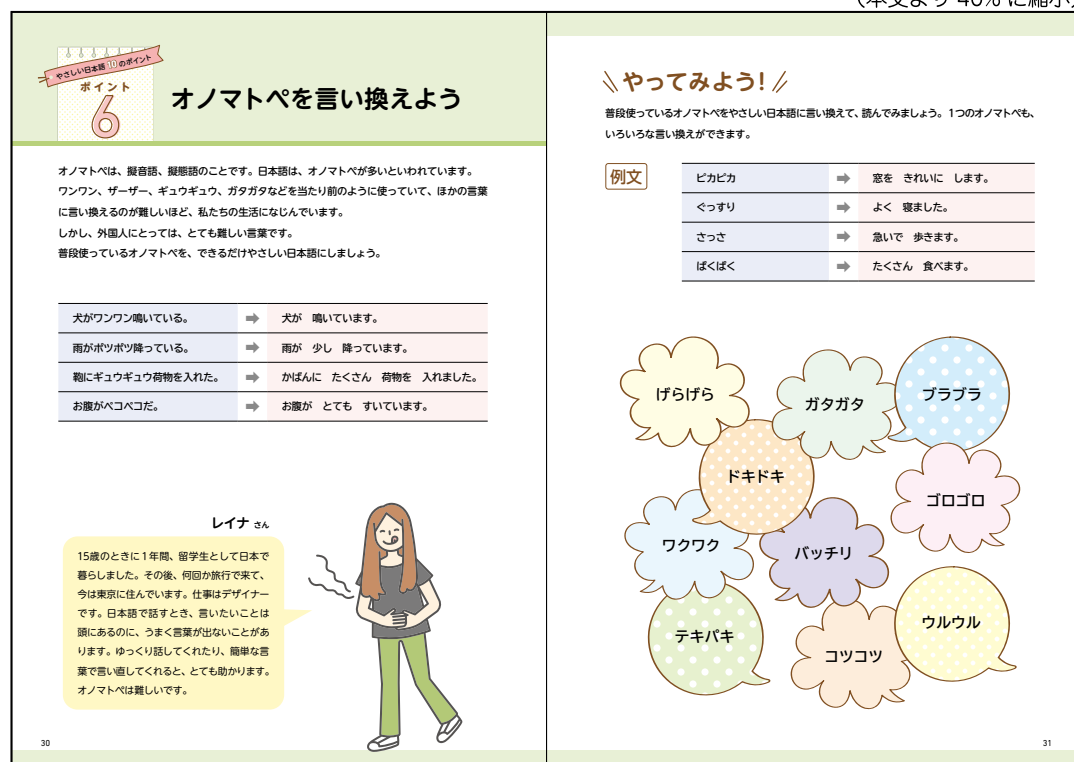 (本文より 40% に縮小)
やさしい日本語 10 のポイント
ポイント
6
オノマトペを言い換えよう
オノマトペは、擬音語、擬態語のことです。日本語は、オノマトペが多いといわれています。
ワンワン、ザーザー、ギュウギュウ、ガタガタなどを当たり前のように使っていて、ほかの言葉
に言い換えるのが難しいほど、私たちの生活になじんでいます。
しかし、外国人にとっては、とても難しい言葉です。
普段使っているオノマトペを、できるだけやさしい日本語にしましょう。
犬がワンワン鳴いている。 ➡ 犬が 鳴いています。
雨がポツポツ降っている。 ➡ 雨が 少し 降っています。
鞄にギュウギュウ荷物を入れた。 ➡ かばんに たくさん 荷物を 入れました。
お腹がペコペコだ。 ➡ お腹が とても すいています。
レイナ さん
15歳のときに1年間、留学生として日本で
暮らしました。その後、何回か旅行で来て、
今は東京に住んでいます。仕事はデザイナー
です。日本語で話すとき、言いたいことは
頭にあるのに、うまく言葉が出ないことがあ
ります。ゆっくり話してくれたり、簡単な言
葉で言い直してくれると、とても助かります。
オノマトペは難しいです。
30
やってみよう!
普段使っているオノマトペをやさしい日本語に言い換えて、読んでみましょう。1つのオノマトペも、
いろいろな言い換えができます。
例文
ピカピカ ➡ 窓を きれいに します。
ぐっすり ➡ よく 寝ました。
さっさ ➡ 急いで 歩きます。
ぱくぱく ➡ たくさん 食べます。
げらげら
ガタガタ
ブラブラ
ドキドキ
ゴロゴロ
ワクワク
バッチリ
テキパキ
コツコツ
ウルウル
31